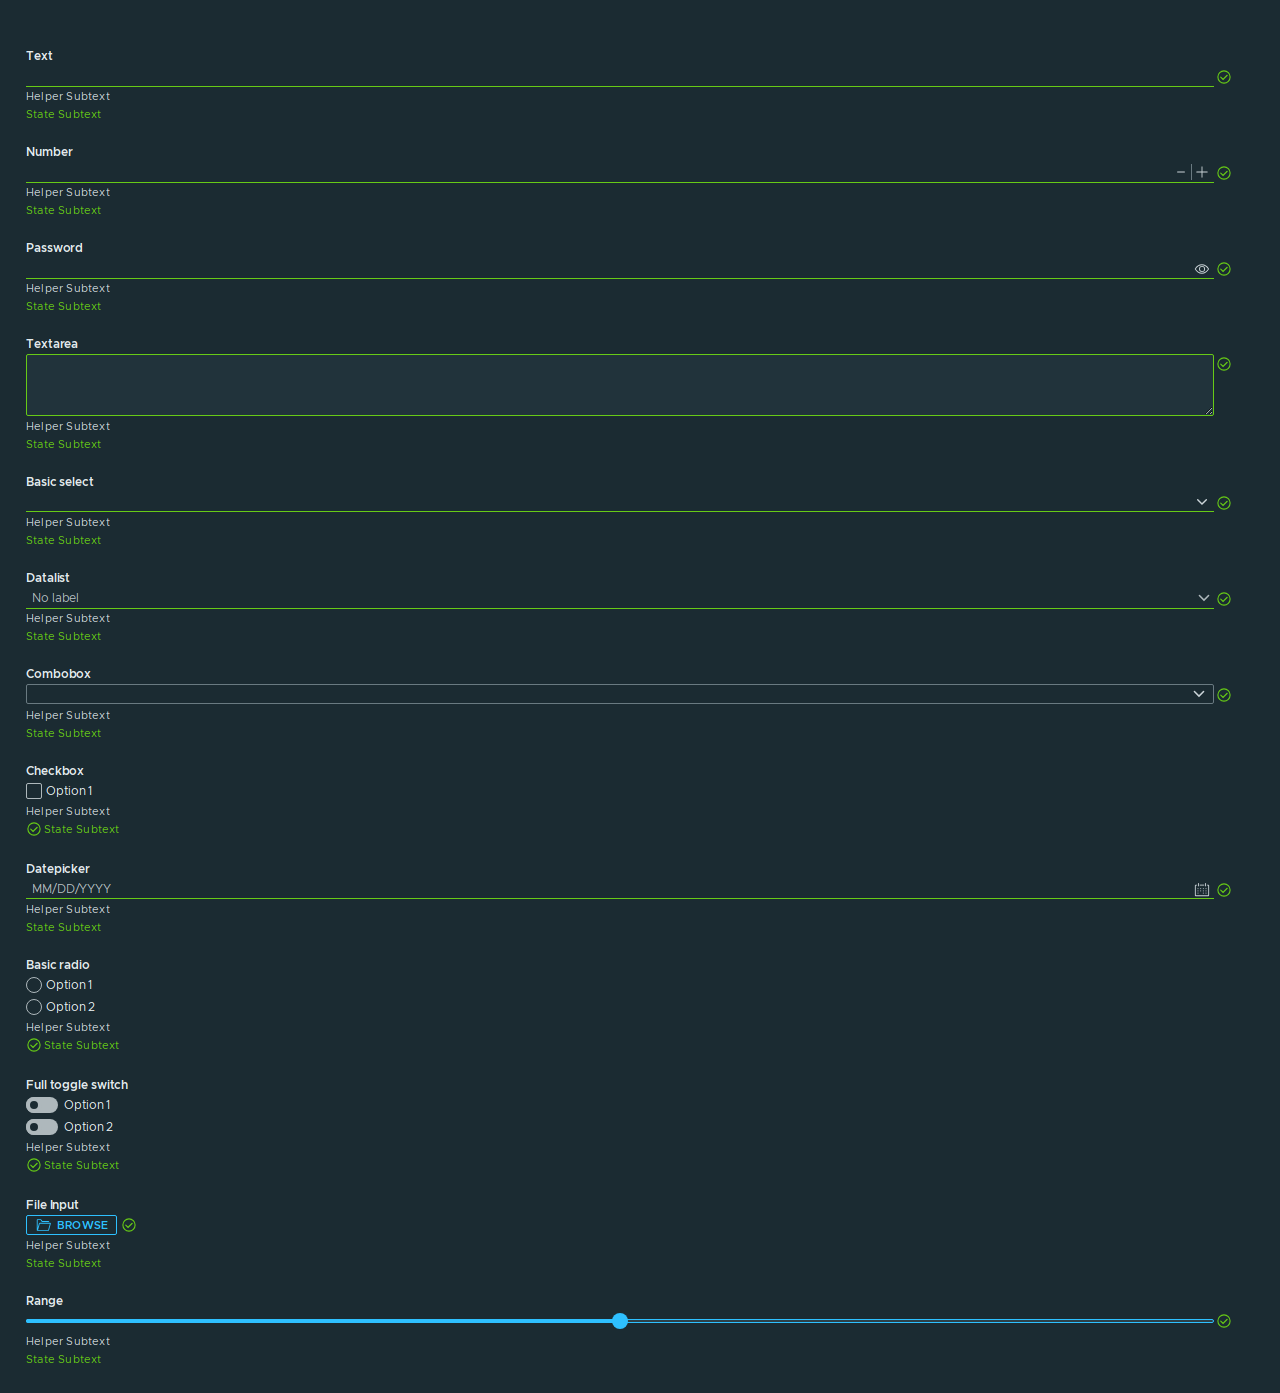 Text
Helper Subtext
State Subtext
Number
Helper Subtext
State Subtext
Password
Helper Subtext
State Subtext
Textarea
Helper Subtext
State Subtext
Basic select
Helper Subtext
State Subtext
Datalist
No label
Helper Subtext
State Subtext
Combobox
Helper Subtext
State Subtext
Checkbox
Option 1
Helper Subtext
State Subtext
Datepicker
MM/DD/YYYY
Helper Subtext
State Subtext
Basic radio
Option 1
Option 2
Helper Subtext
State Subtext
Full toggle switch
Option 1
Option 2
Helper Subtext
State Subtext
File Input
BROWSE
Helper Subtext
State Subtext
Range
Helper Subtext
State Subtext